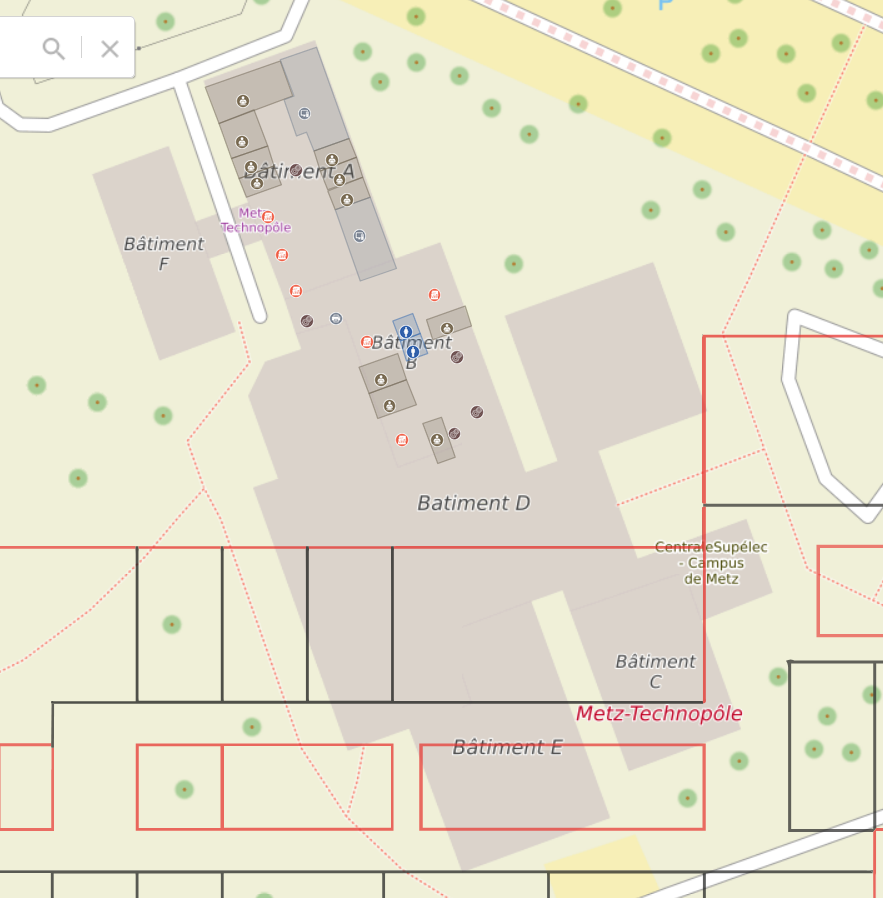 P
Bâtiment A
Metz
Technopôle
Bâtiment
F
Bâtiment
B
Batiment D
CentraleSupélec
- Campus
de Metz
Bâtiment
C
Metz-Technopôle
Bâtiment E